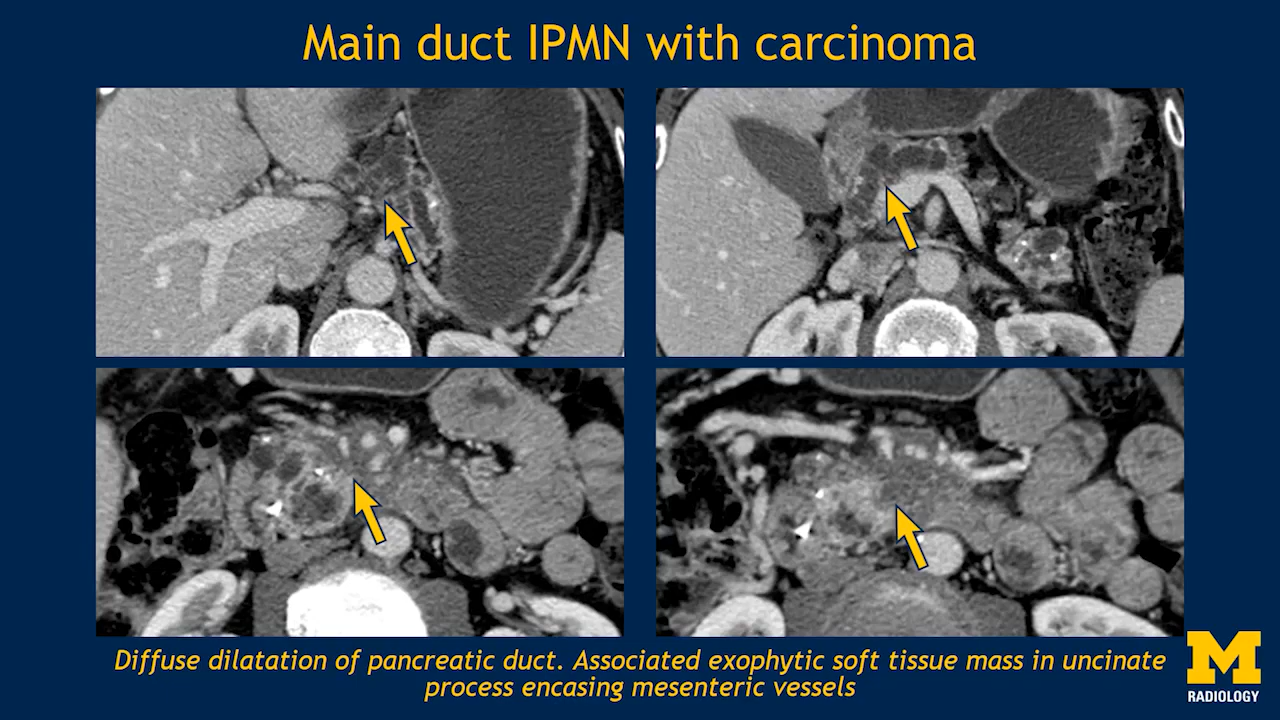 Main duct IPMN with carcinoma
Diffuse dilatation of pancreatic duct. Associated exophytic soft tissue mass in uncinate
process encasing mesenteric vessels
M
RADIOLOGY